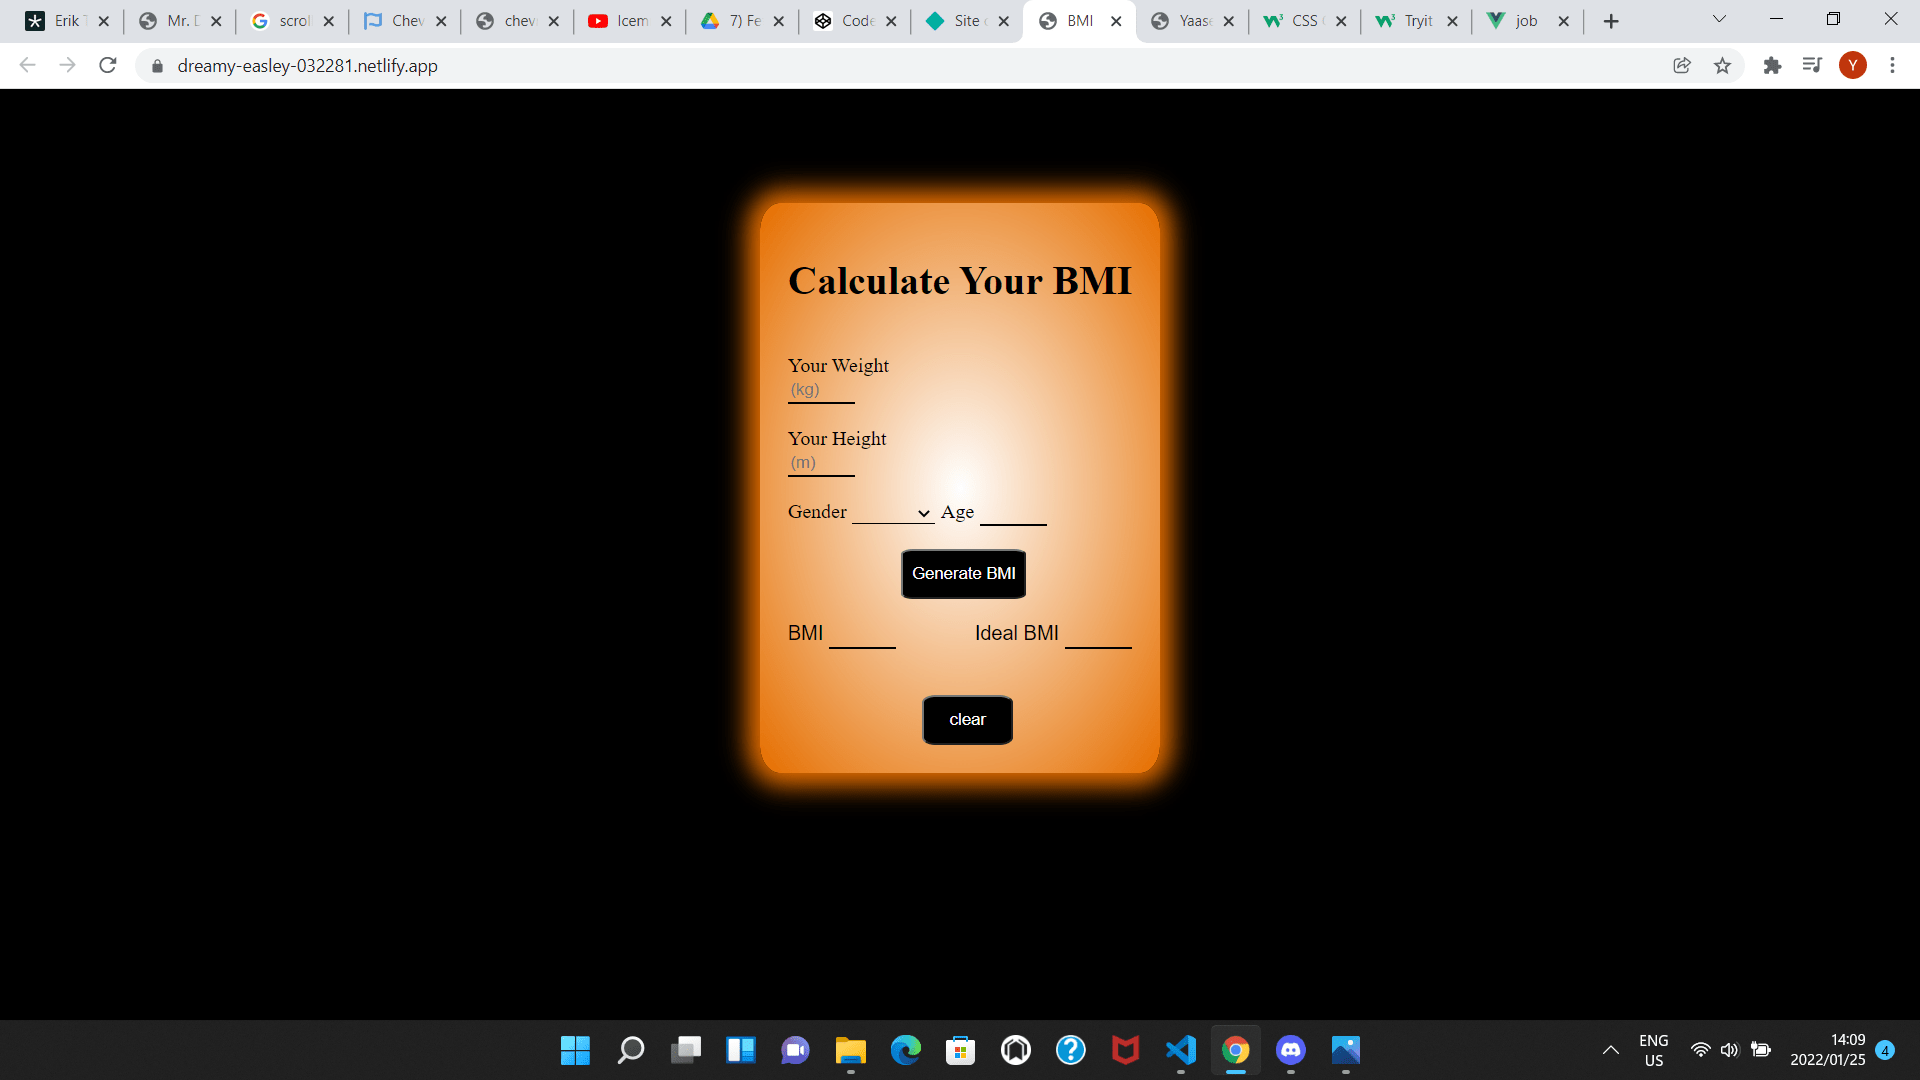 Erik Mr. scrol Chev chev Icem 7) Fe Code Site BMI Yaase CSS Tryit job
dreamy-easley-032281.netlify.app
Y
Calculate Your BMI
Your Weight
(kg)
Your Height
(m)
Gender Age
Generate BMI
BMI Ideal BMI
clear
ENG
US
14:09
2022/01/25
4